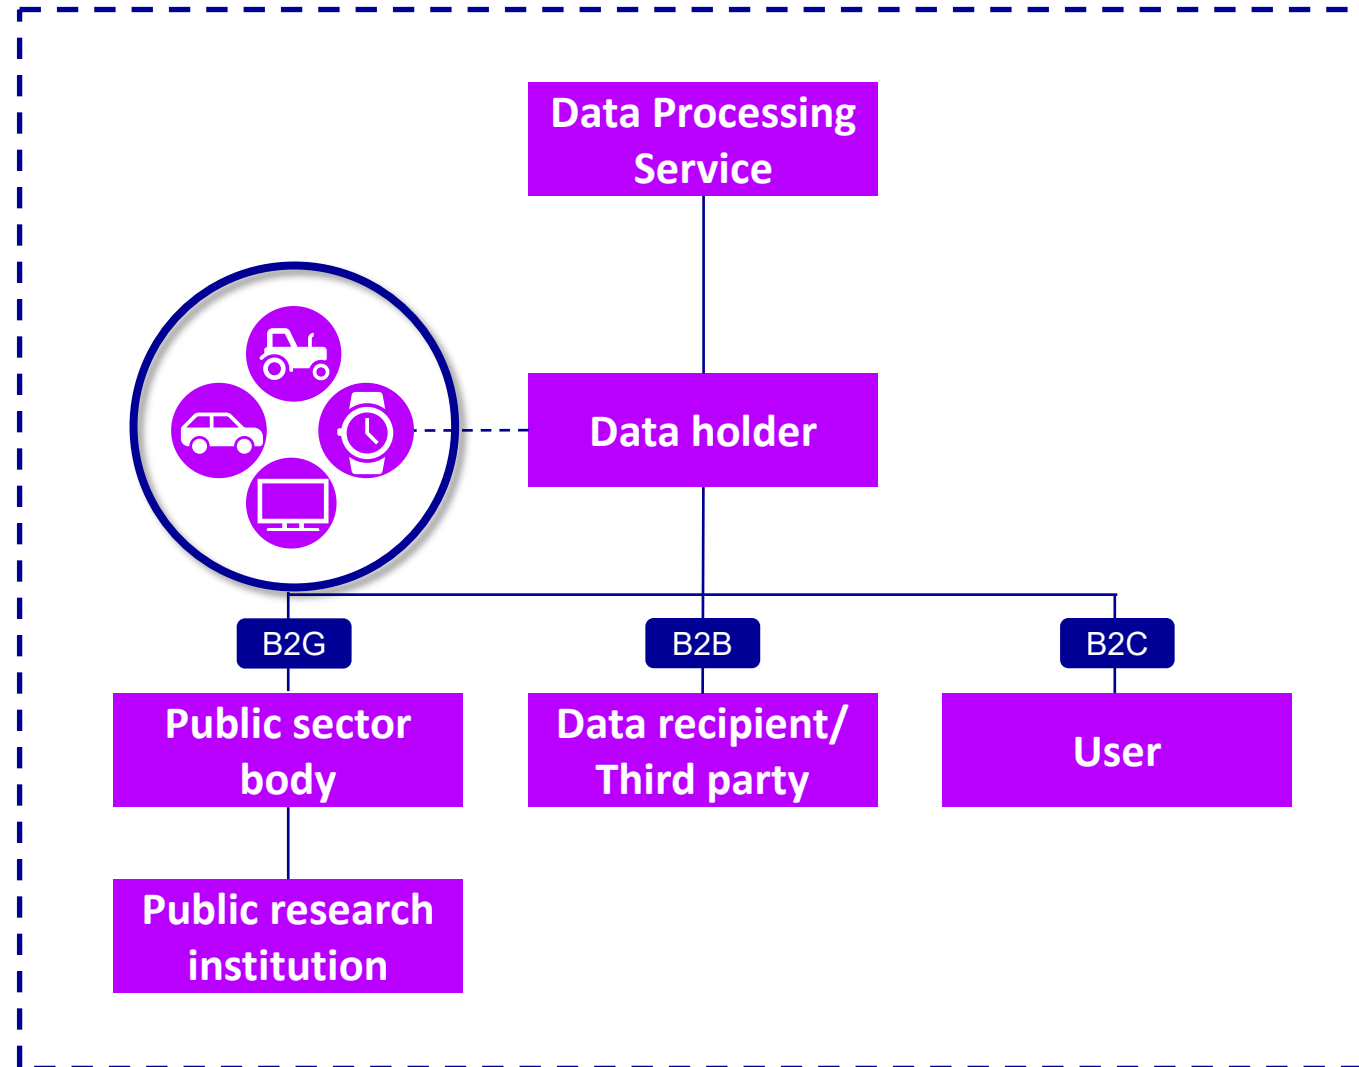 Data Processing
Service
Data holder
B2G
B2B
B2C
Public sector
body
Data recipient/
Third party
User
Public research
institution